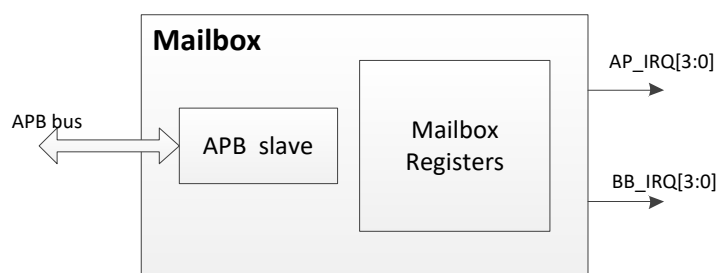 Mailbox
AP_IRQ[3:0]
APB bus
APB slave
Mailbox
Registers
BB_IRQ[3:0]